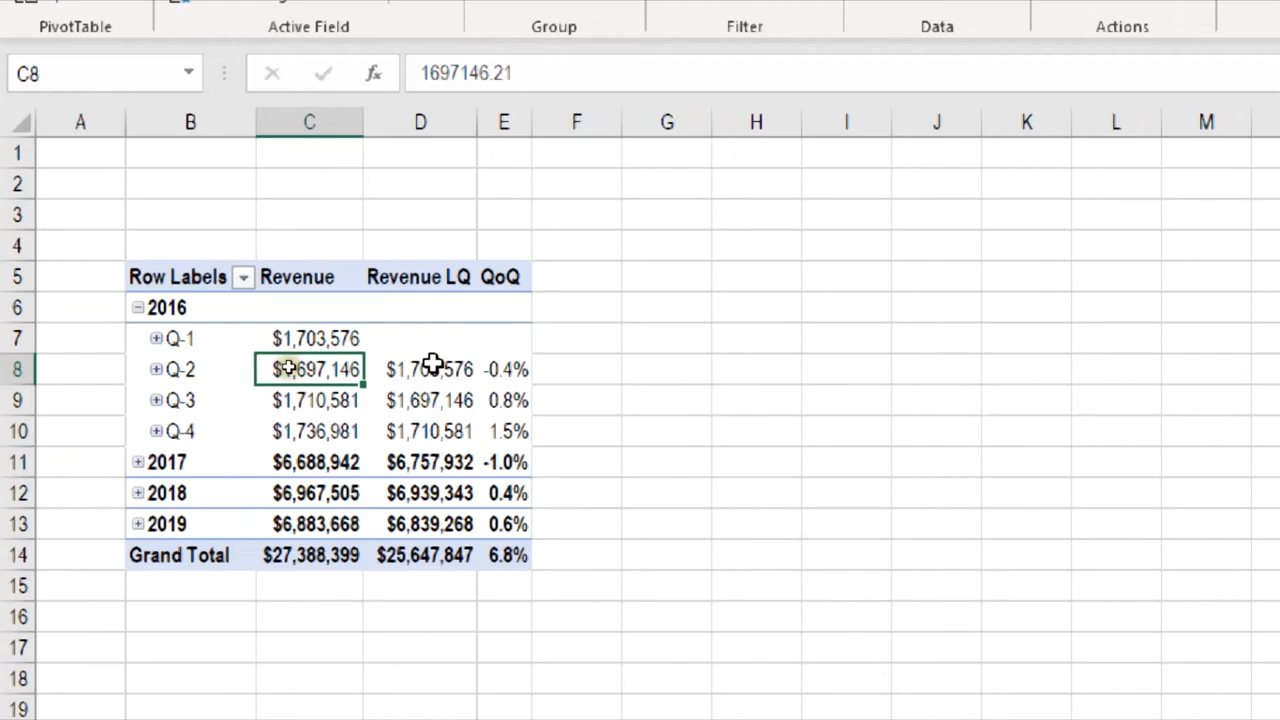 PivotTable Active Field Group Filter Data Actions
C8 fx 1697146.21
A B C D E F G H I J K L M
1
2
3
4
5 Row Labels Revenue Revenue LQ QoQ
6 2016
7 Q-1 $1,703,576
8 Q-2 -0.4%
9 Q-3 $1,710,581 $1,697,146 0.8%
10 Q-4 $1,736,981 $1,710,581 1.5%
11 2017 $6,688,942 $6,757,932 -1.0%
12 2018 $6,967,505 $6,939,343 0.4%
13 2019 $6,883,668 $6,839,268 0.6%
14 Grand Total $27,388,399 $25,647,847 6.8%
15
16
17
18
19